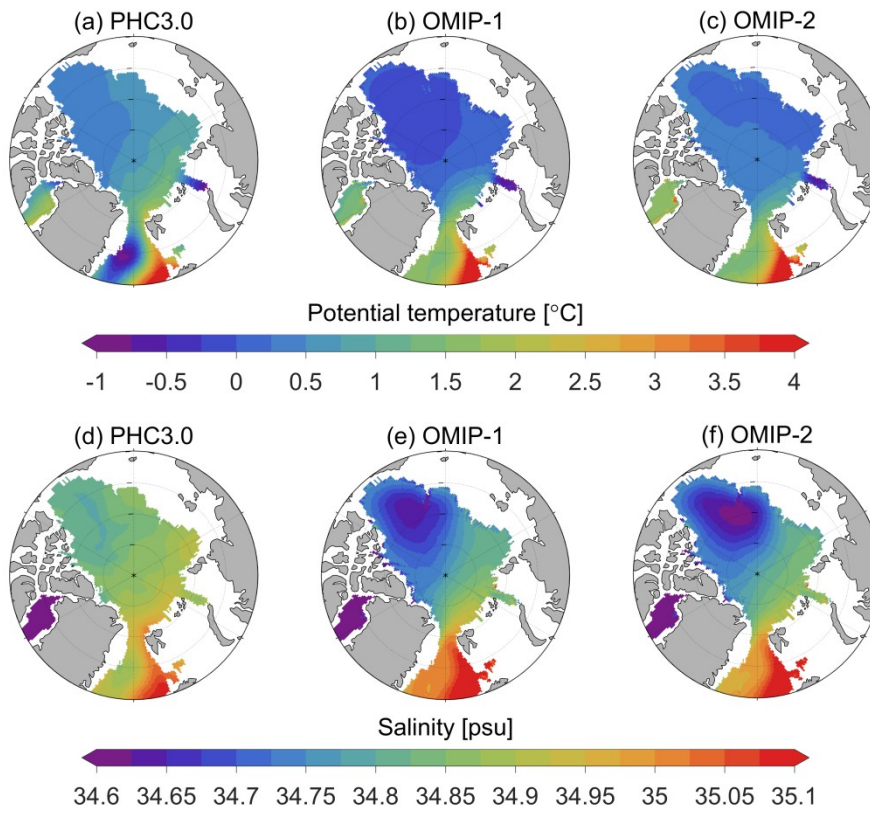 (a) PHC3.0 (b) OMIP-1 (c) OMIP-2
Potential temperature [°C]
-1 -0.5 0 0.5 1 1.5 2 2.5 3 3.5 4
(d) PHC3.0 (e) OMIP-1 (f) OMIP-2
Salinity [psu]
34.6 34.65 34.7 34.75 34.8 34.85 34.9 34.95 35 35.05 35.1